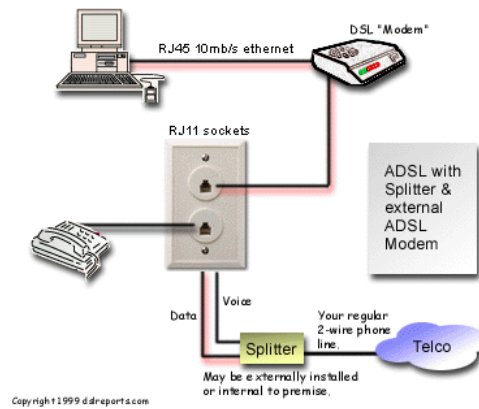 DSL "Modem"
RJ45 10mb/s ethernet
RJ11 sockets
ADSL with
Splitter &
external
ADSL
Modem
Data
Voice
Your regular
2-wire phone
line.
Splitter
Telco
May be externally installed
or internal to premise.
Copyright 1999 dslreports.com